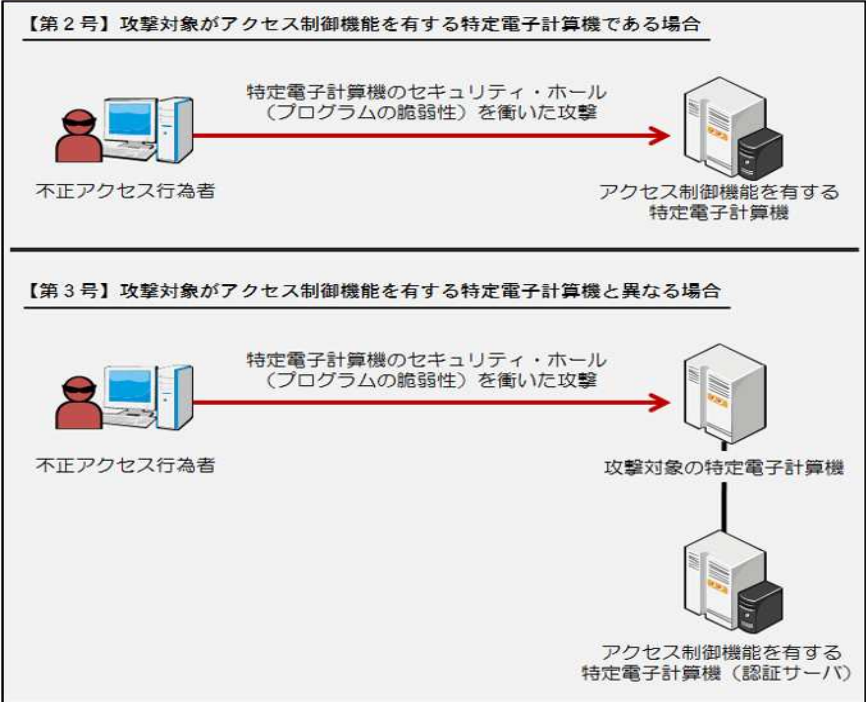 【第２号】攻撃対象がアクセス制御機能を有する特定電子計算機である場合
特定電子計算機のセキュリティ・ホール
（プログラムの脆弱性）を衝いた攻撃
不正アクセス行為者
アクセス制御機能を有する
特定電子計算機
【第３号】攻撃対象がアクセス制御機能を有する特定電子計算機と異なる場合
特定電子計算機のセキュリティ・ホール
（プログラムの脆弱性）を衝いた攻撃
不正アクセス行為者
攻撃対象の特定電子計算機
アクセス制御機能を有する
特定電子計算機（認証サーバ）